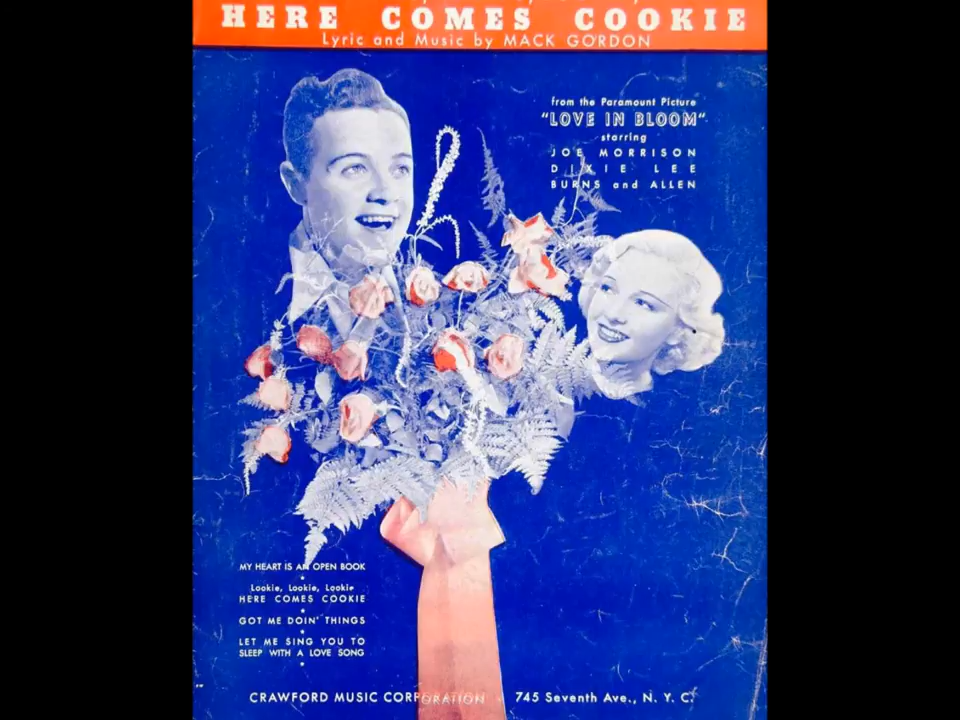 HERE COMES COOKIE
Lyric and Music by MACK GORDON
from the Paramount Picture
"LOVE IN BLOOM"
starring
JOE MORRISON
DIXIE LEE
BURNS and ALLEN
MY HEART IS AN OPEN BOOK
Lookie, Lookie, Lookie
HERE COMES COOKIE
GOT ME DOIN' THINGS
LET ME SING YOU TO
SLEEP WITH A LOVE SONG
CRAWFORD MUSIC CORPORATION 745 Seventh Ave., N. Y. C.